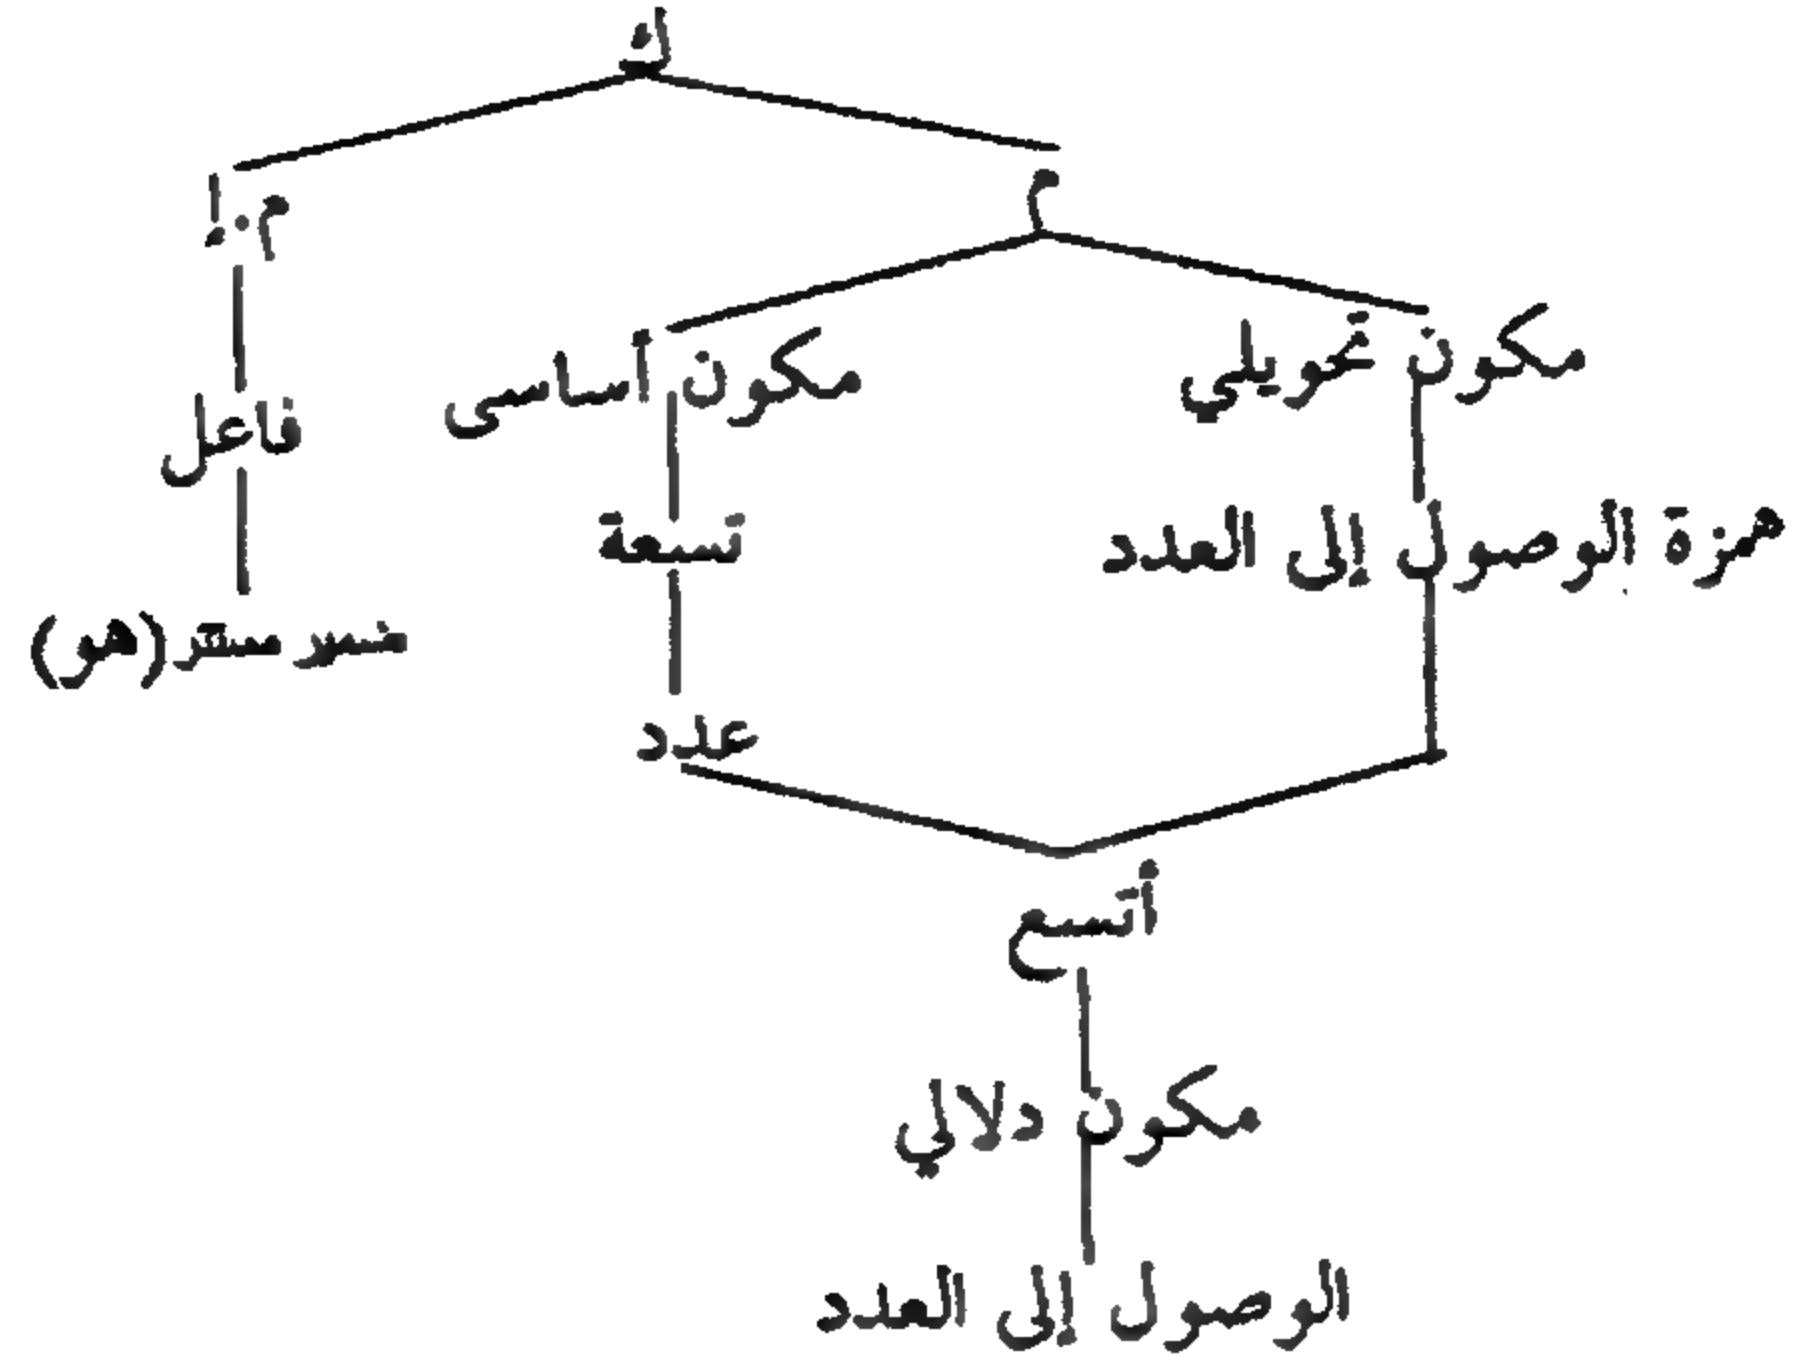 ك
م
م.إ
مكون تحويلي
مكون أساسى
فاعل
همزة الوصول إلى العدد
تسعة
ضمير مستتر (هو)
عدد
أتسع
مكون دلالي
الوصول إلى العدد